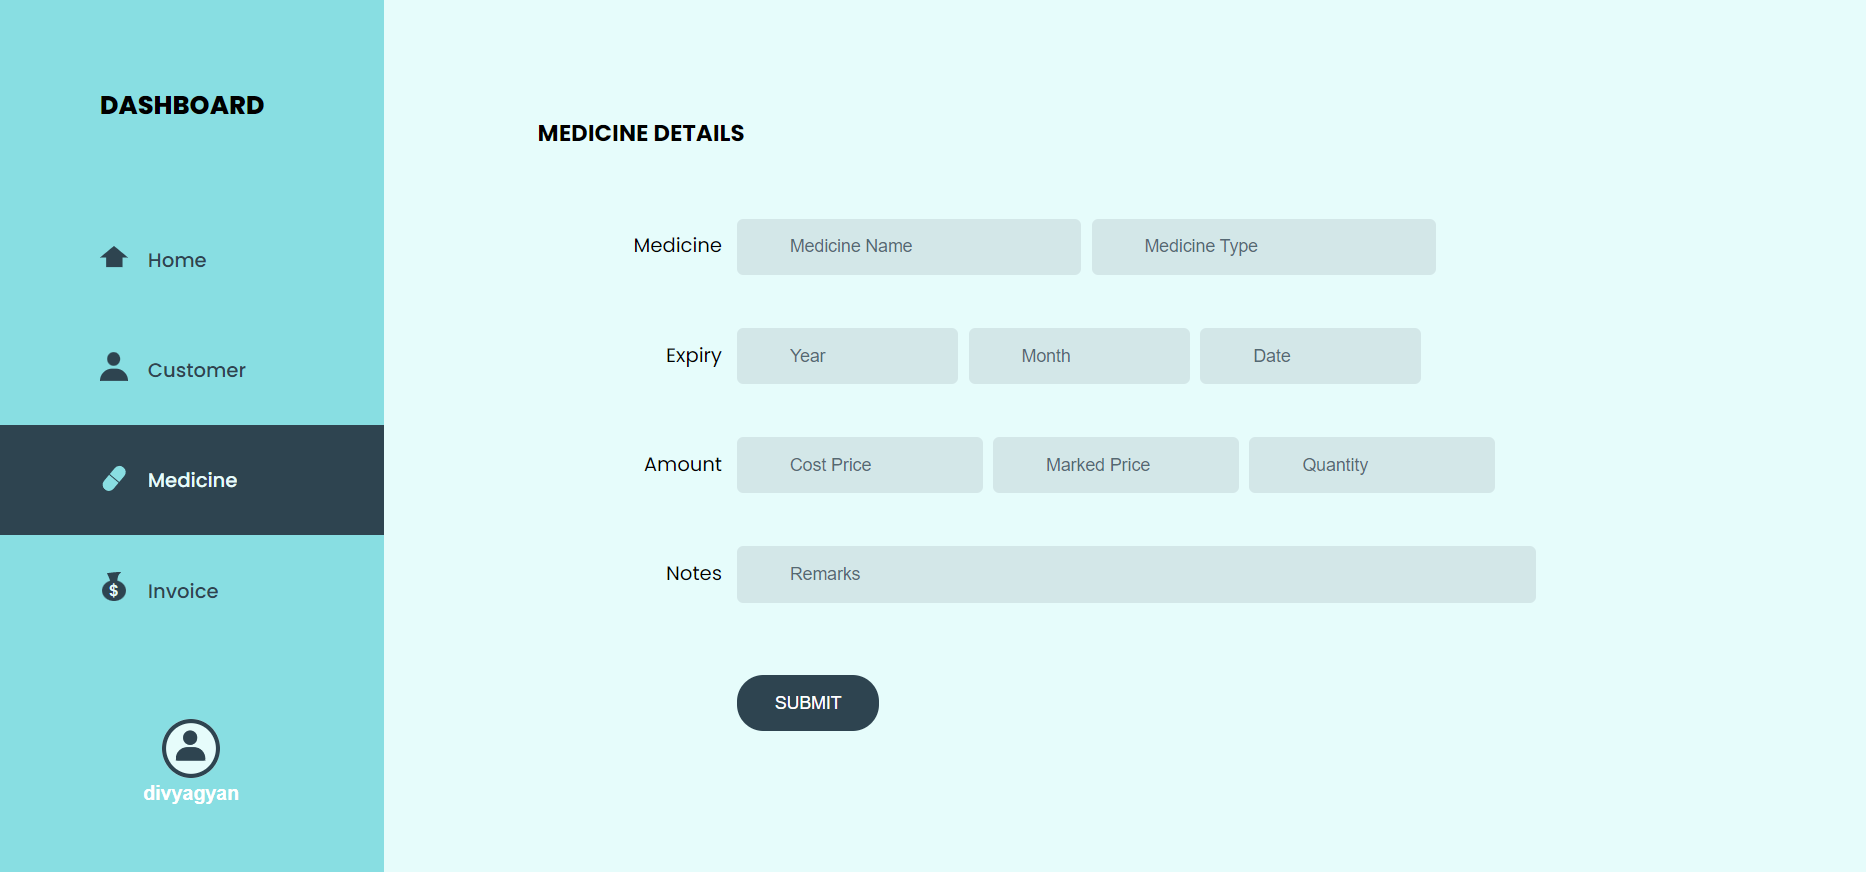 DASHBOARD
Home
Customer
Medicine
$ Invoice
divyagyan
MEDICINE DETAILS
Medicine Medicine Name Medicine Type
Expiry Year Month Date
Amount Cost Price Marked Price Quantity
Notes Remarks
SUBMIT